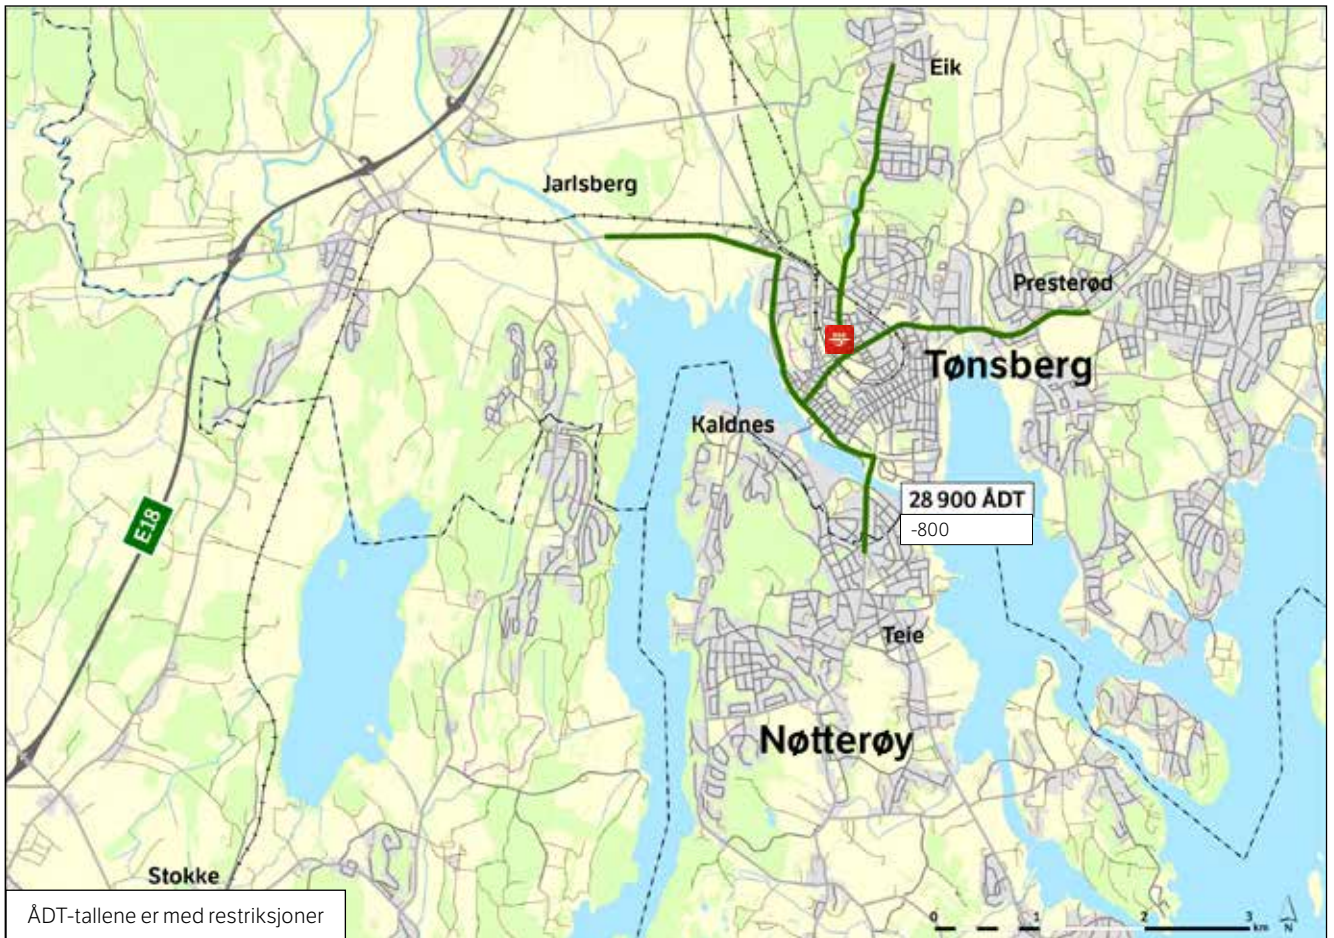 Eik
Jarlsberg
Presterød
Tønsberg
Kaldnes
28 900 ÅDT
-800
E18
Teie
Nøtterøy
Stokke
ÅDT-tallene er med restriksjoner
0 1 2 3
km N